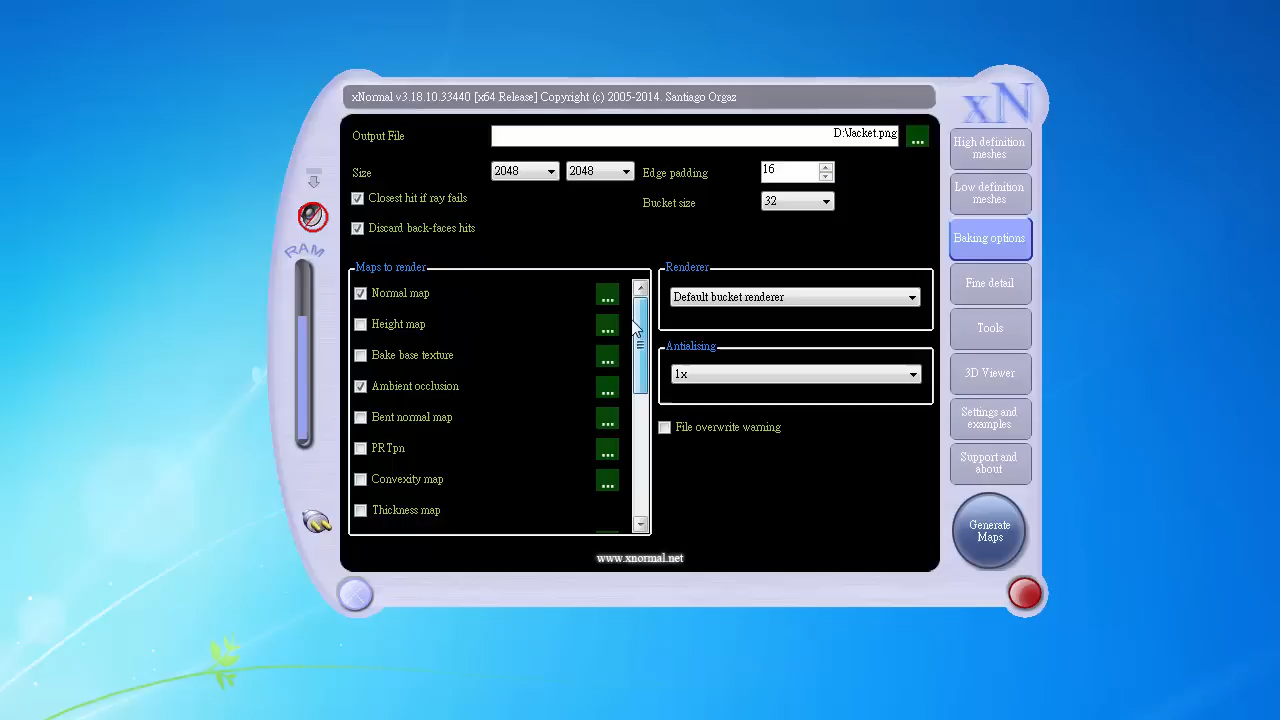 xNormal v3.18.10.33440 [x64 Release] Copyright (c) 2005-2014. Santiago Orgaz
xN
Output File
D:\Jacket.png
...
Size
2048
2048
Edge padding
16
Closest hit if ray fails
Bucket size
32
Discard back-faces hits
RAM
Maps to render
Normal map
...
Height map
...
Bake base texture
...
Ambient occlusion
...
Bent normal map
...
PRTpn
...
Convexity map
...
Thickness map
Renderer
Default bucket renderer
Antialising
1x
File overwrite warning
www.xnormal.net
High definition
meshes
Low definition
meshes
Baking options
Fine detail
Tools
3D Viewer
Settings and
examples
Support and
about
Generate
Maps